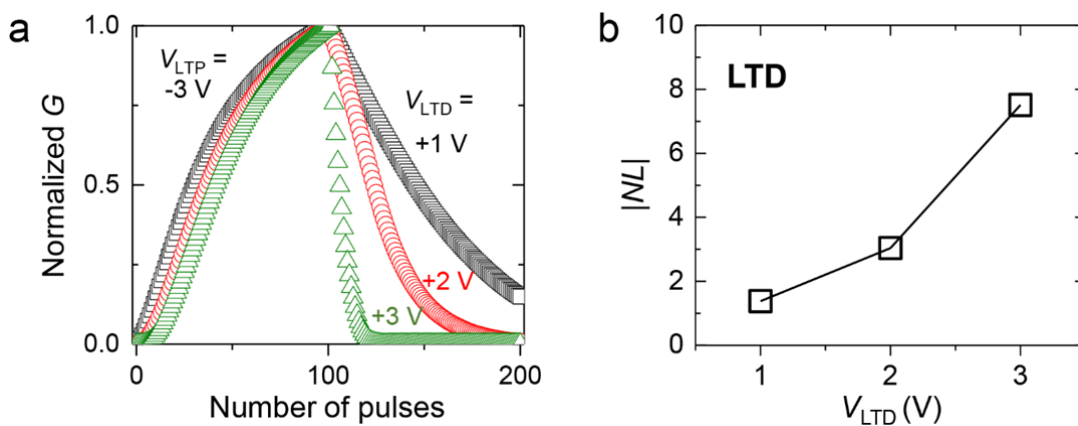 a
1.0
0.5
0.0
Normalized G
V_LTP =
-3 V
V_LTD =
+1 V
+2 V
+3 V
0
100
200
Number of pulses
b
10
8
6
4
2
0
|NL|
LTD
1
2
3
V_LTD (V)